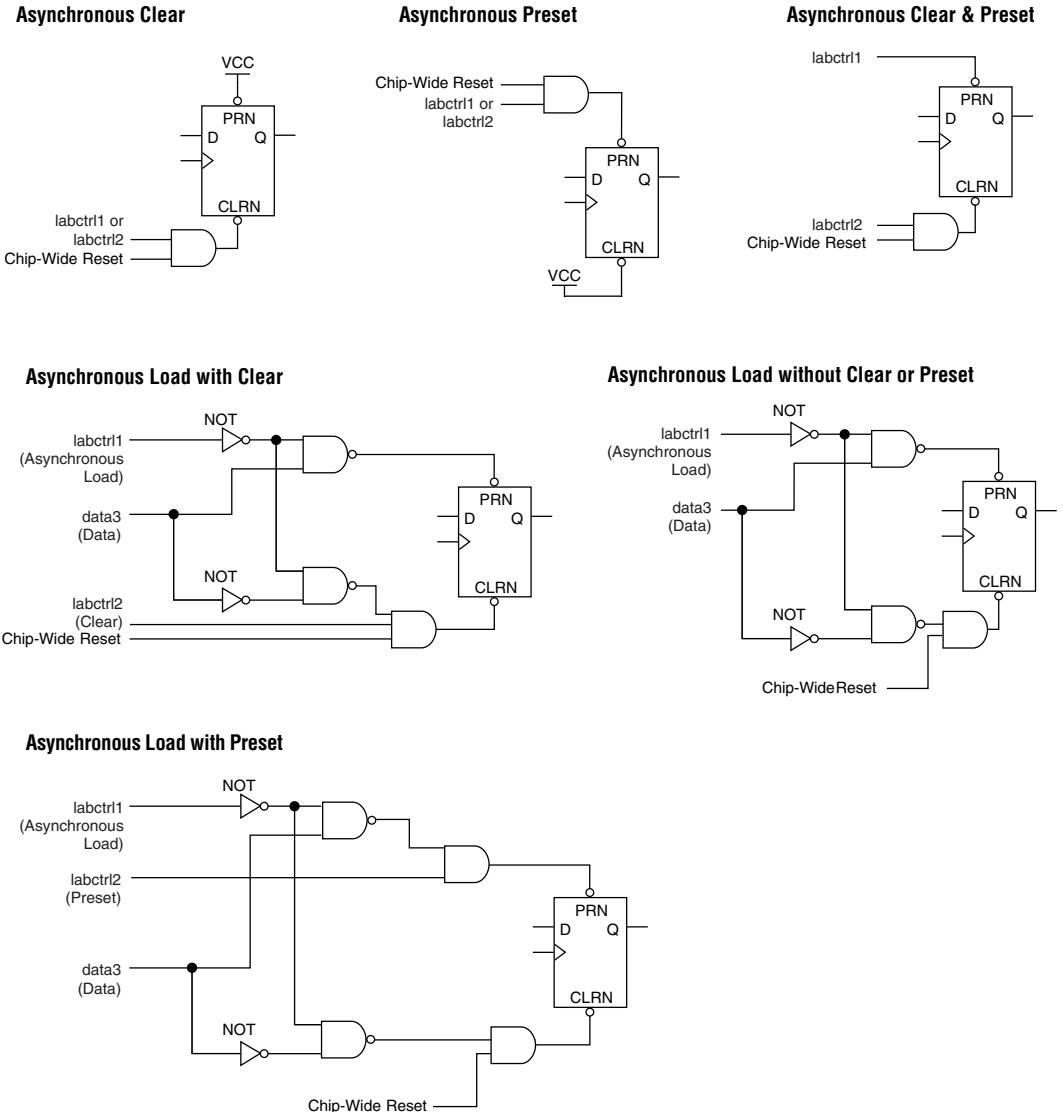 Asynchronous Clear
VCC
PRN
D
Q
CLRN
labctrl1 or
labctrl2
Chip-Wide Reset
Asynchronous Preset
Chip-Wide Reset
labctrl1 or
labctrl2
PRN
D
Q
CLRN
VCC
Asynchronous Clear & Preset
labctrl1
PRN
D
Q
CLRN
labctrl2
Chip-Wide Reset
Asynchronous Load with Clear
NOT
labctrl1
(Asynchronous
Load)
PRN
D
Q
data3
(Data)
NOT
CLRN
labctrl2
(Clear)
Chip-Wide Reset
Asynchronous Load without Clear or Preset
NOT
labctrl1
(Asynchronous
Load)
PRN
D
Q
data3
(Data)
CLRN
NOT
Chip-WideReset
Asynchronous Load with Preset
NOT
labctrl1
(Asynchronous
Load)
labctrl2
(Preset)
PRN
D
Q
data3
(Data)
CLRN
NOT
Chip-Wide Reset